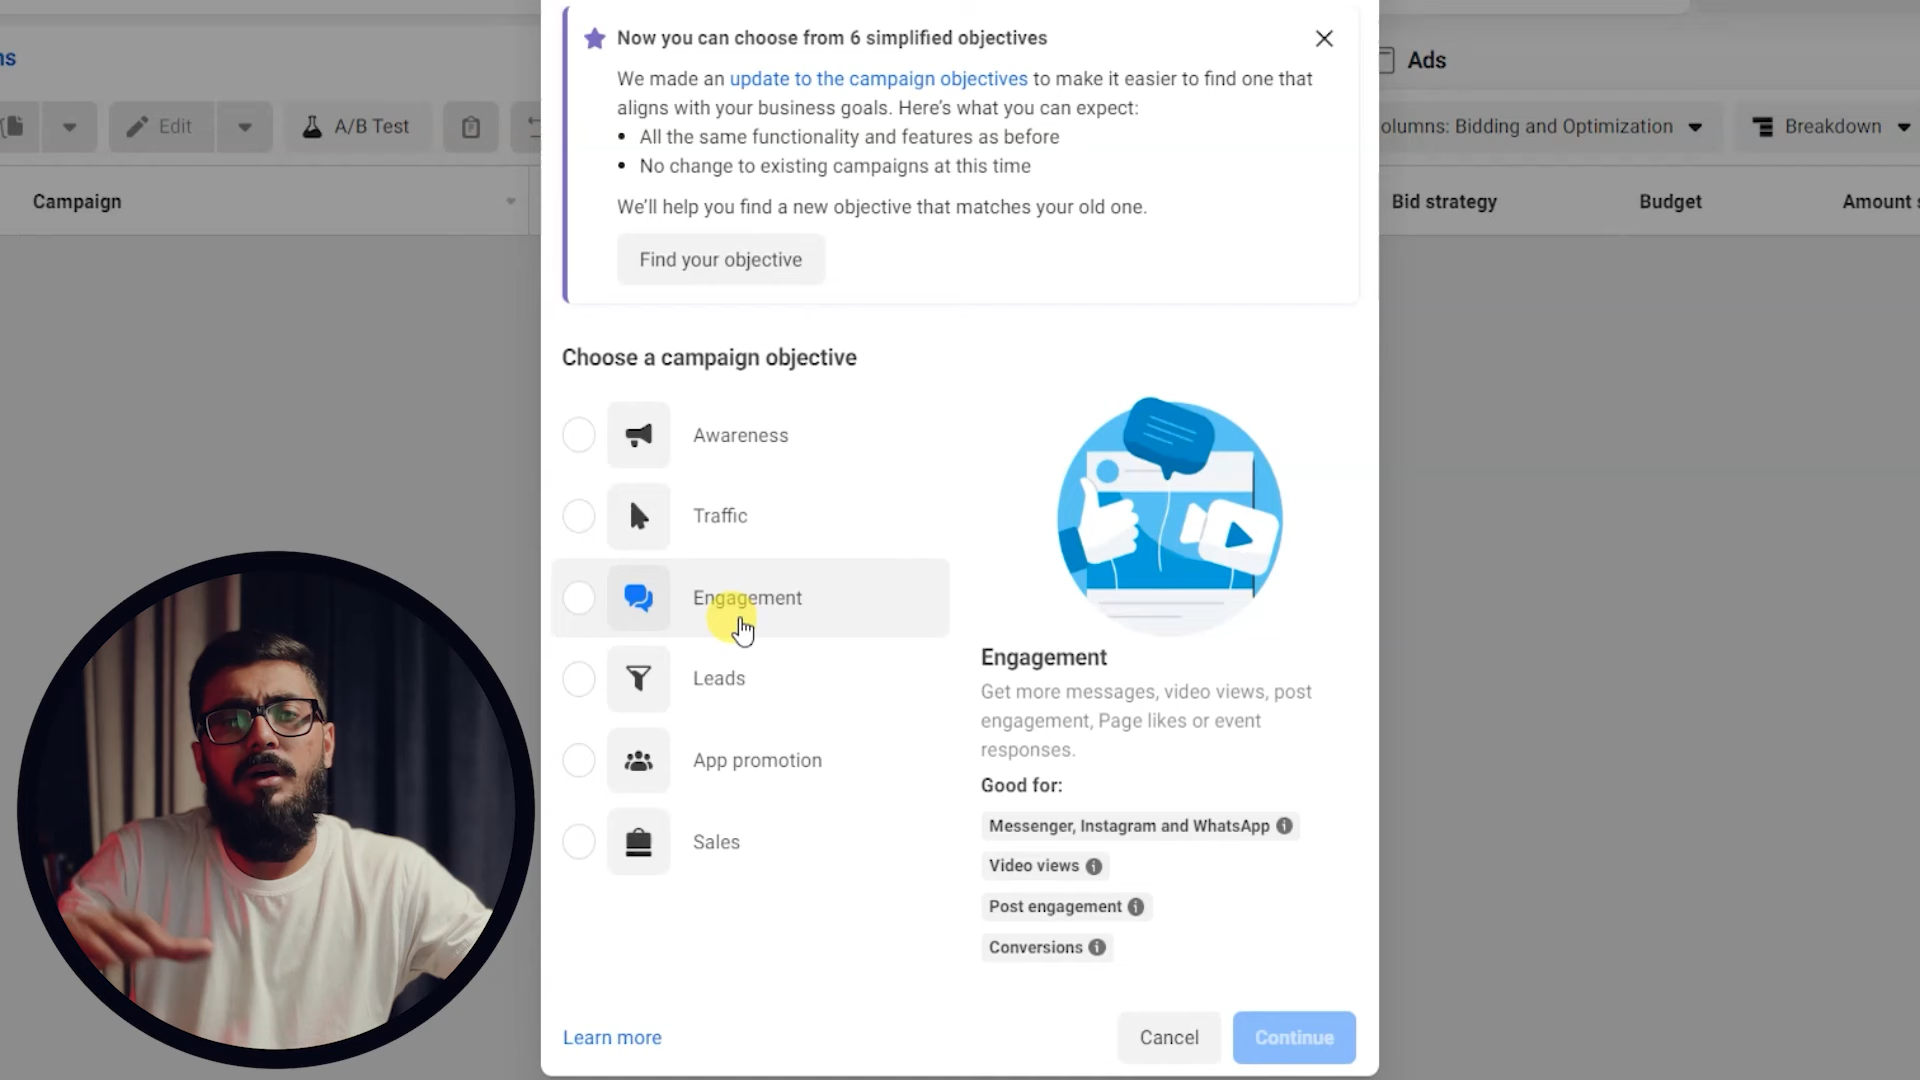 Now you can choose from 6 simplified objectives
We made an update to the campaign objectives to make it easier to find one that
aligns with your business goals. Here's what you can expect:
• All the same functionality and features as before
• No change to existing campaigns at this time
We'll help you find a new objective that matches your old one.
Find your objective
Ads
Edit
A/B Test
Columns: Bidding and Optimization
Breakdown
Campaign
Bid strategy
Budget
Amount
Choose a campaign objective
Awareness
Traffic
Engagement
Leads
App promotion
Sales
Engagement
Get more messages, video views, post
engagement, Page likes or event
responses.
Good for:
Messenger, Instagram and WhatsApp
Video views
Post engagement
Conversions
Learn more
Cancel
Continue